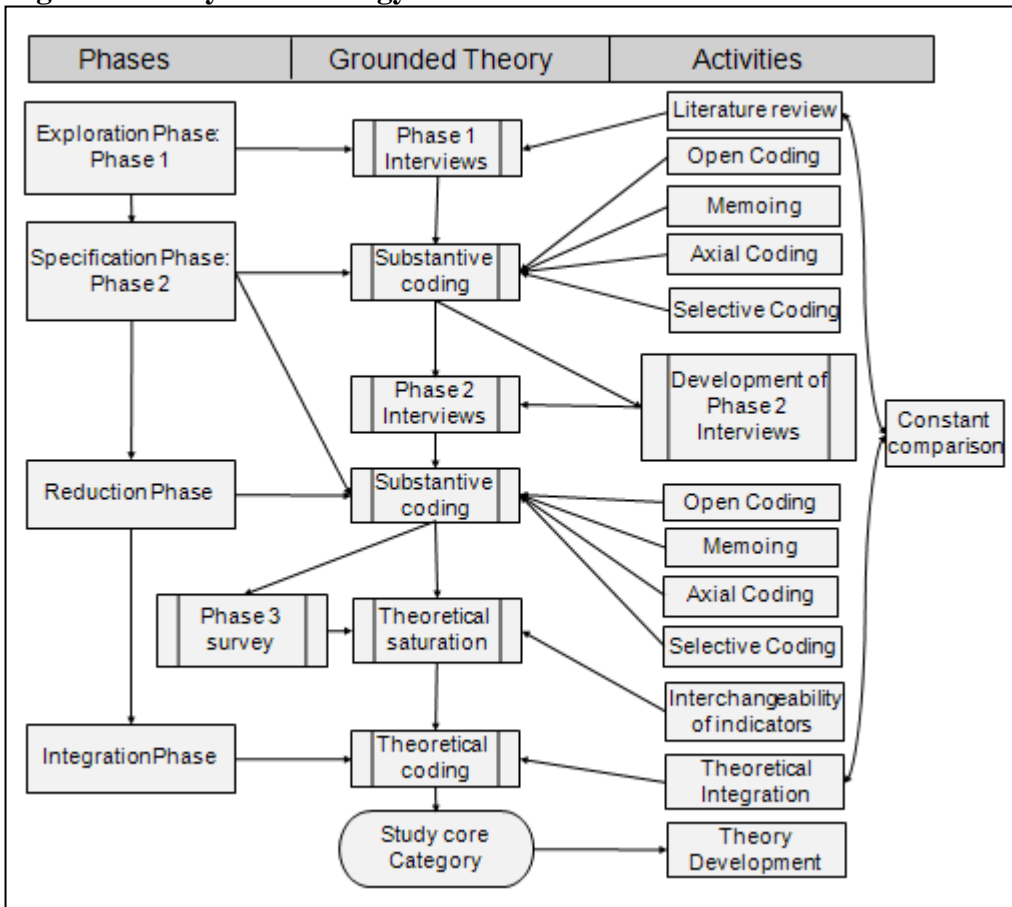 Phases Grounded Theory Activities
Exploration Phase:
Phase 1
Phase 1
Interviews
Literature review
Open Coding
Memoing
Axial Coding
Selective Coding
Specification Phase:
Phase 2
Substantive
coding
Phase 2
Interviews
Development of
Phase 2
Interviews
Constant
comparison
Reduction Phase
Substantive
coding
Open Coding
Memoing
Axial Coding
Selective Coding
Phase 3
survey
Theoretical
saturation
Interchangeability
of indicators
Integration Phase
Theoretical
coding
Theoretical
Integration
Study core
Category
Theory
Development